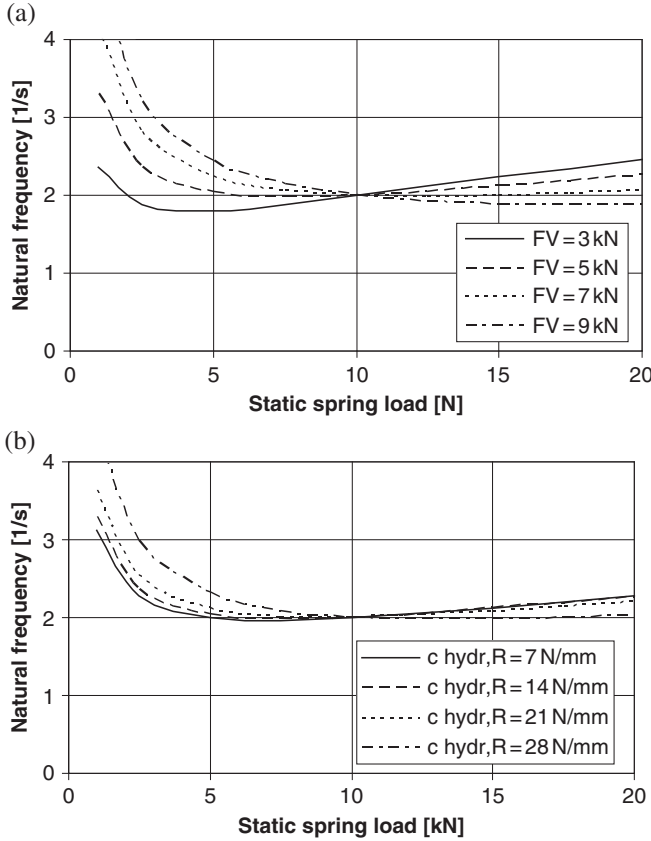 (a)
4
3
2
1
0
Natural frequency [1/s]
FV = 3 kN
FV = 5 kN
FV = 7 kN
FV = 9 kN
0 5 10 15 20
Static spring load [N]
(b)
4
3
2
1
0
Natural frequency [1/s]
c hydr,R = 7 N/mm
c hydr,R = 14 N/mm
c hydr,R = 21 N/mm
c hydr,R = 28 N/mm
0 5 10 15 20
Static spring load [kN]